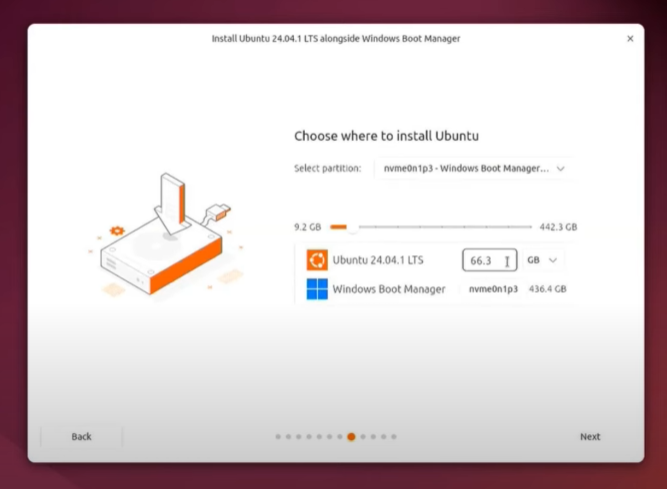 Install Ubuntu 24.04.1 LTS alongside Windows Boot Manager
Choose where to install Ubuntu
Select partition: nvme0n1p3 - Windows Boot Manager...
9.2 GB 442.3 GB
Ubuntu 24.04.1 LTS 66.3 GB
Windows Boot Manager nvme0n1p3 436.4 GB
Back Next